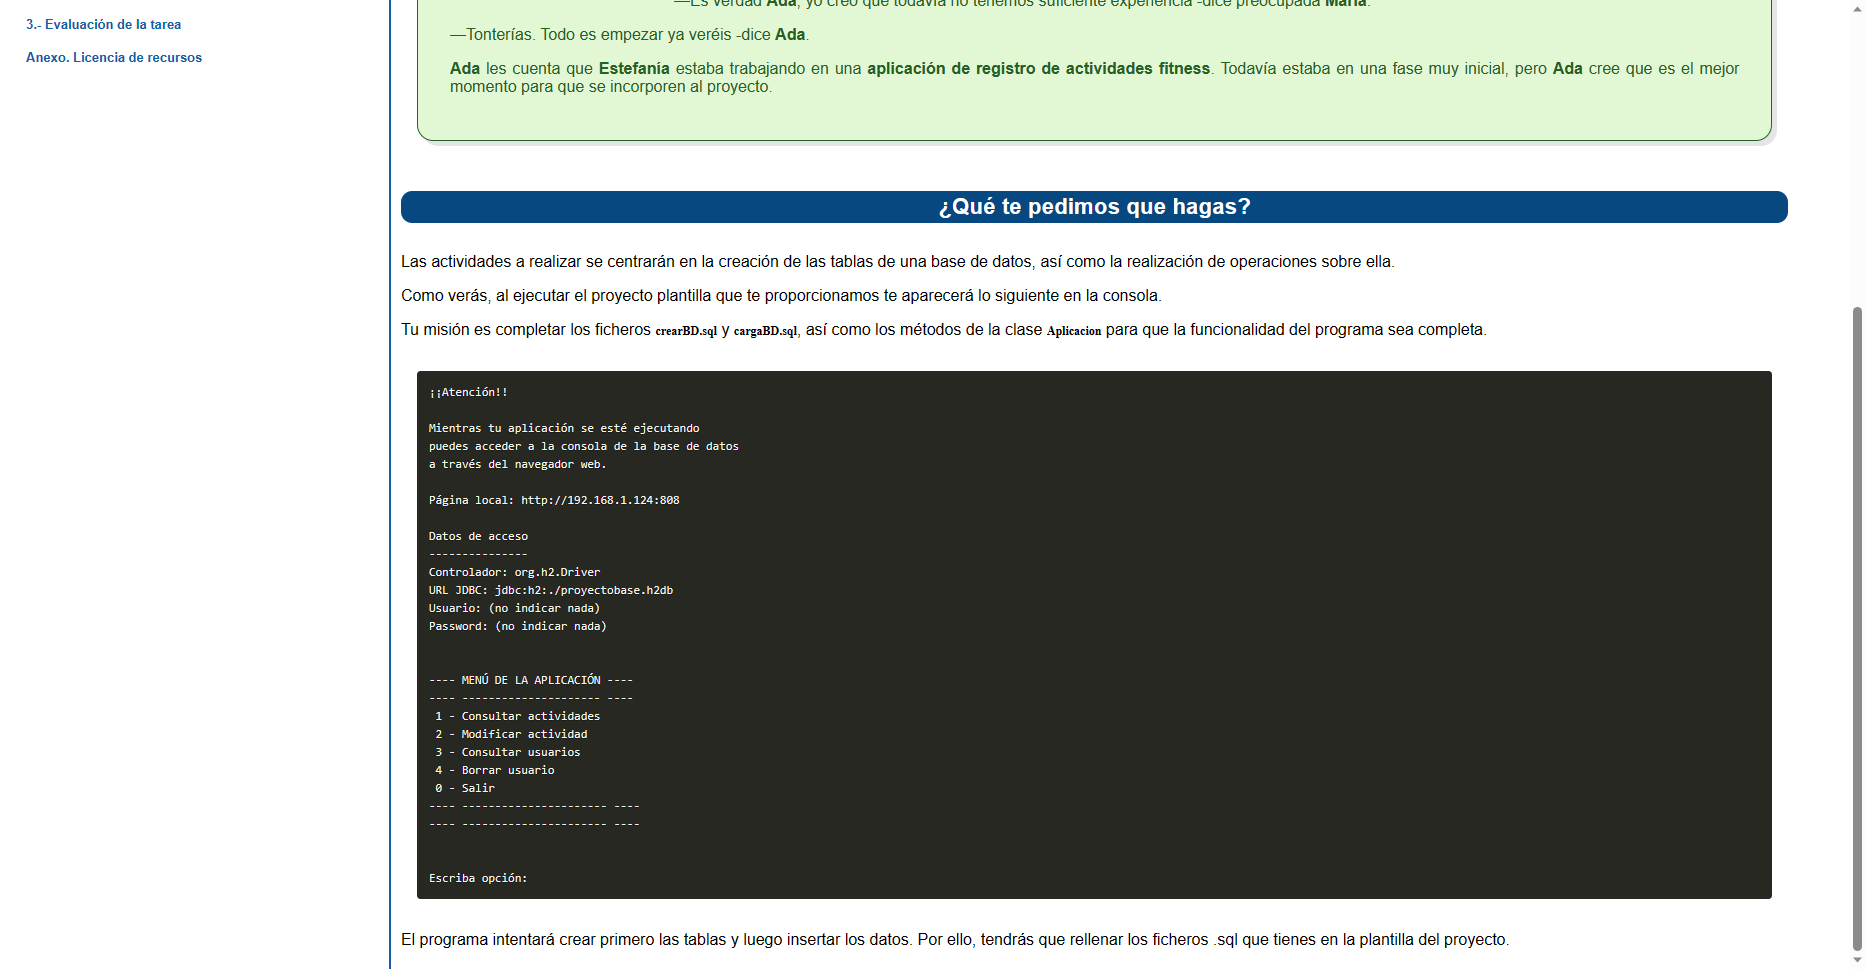 3.- Evaluación de la tarea
Anexo. Licencia de recursos
—Es verdad Ada, yo creo que todavía no tenemos suficiente experiencia -dice preocupada María.
—Tonterías. Todo es empezar ya veréis -dice Ada.
Ada les cuenta que Estefanía estaba trabajando en una aplicación de registro de actividades fitness. Todavía estaba en una fase muy inicial, pero Ada cree que es el mejor
momento para que se incorporen al proyecto.
¿Qué te pedimos que hagas?
Las actividades a realizar se centrarán en la creación de las tablas de una base de datos, así como la realización de operaciones sobre ella.
Como verás, al ejecutar el proyecto plantilla que te proporcionamos te aparecerá lo siguiente en la consola.
Tu misión es completar los ficheros crearBD.sql y cargaBD.sql, así como los métodos de la clase Aplicacion para que la funcionalidad del programa sea completa.
¡¡Atención!!
Mientras tu aplicación se esté ejecutando
puedes acceder a la consola de la base de datos
a través del navegador web.
Página local: http://192.168.1.124:808
Datos de acceso
---------------
Controlador: org.h2.Driver
URL JDBC: jdbc:h2:./proyectobase.h2db
Usuario: (no indicar nada)
Password: (no indicar nada)
---- MENÚ DE LA APLICACIÓN ----
---- --------------------- ----
1 - Consultar actividades
2 - Modificar actividad
3 - Consultar usuarios
4 - Borrar usuario
0 - Salir
---- ---------------------- ----
---- ---------------------- ----
Escriba opción:
El programa intentará crear primero las tablas y luego insertar los datos. Por ello, tendrás que rellenar los ficheros .sql que tienes en la plantilla del proyecto.